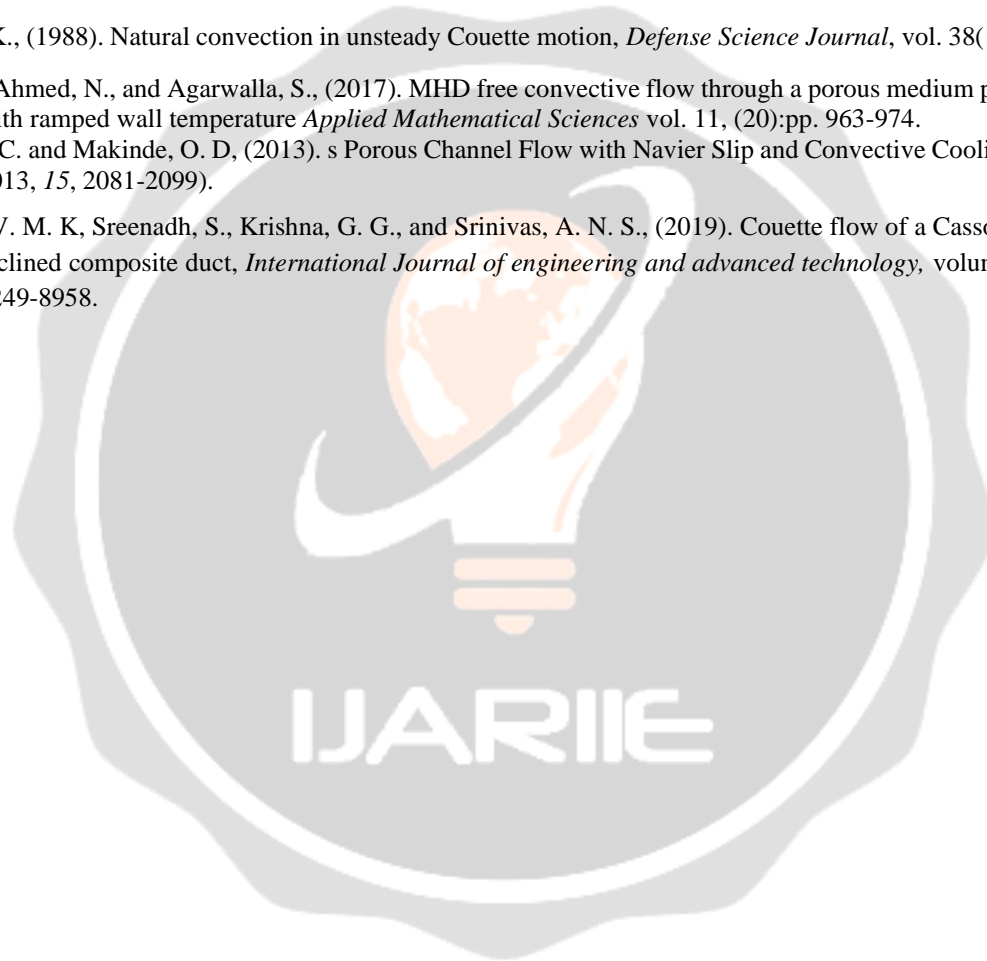 K., (1988). Natural convection in unsteady Couette motion, Defense Science Journal, vol. 38(
Ahmed, N., and Agarwalla, S., (2017). MHD free convective flow through a porous medium p
ith ramped wall temperature Applied Mathematical Sciences vol. 11, (20):pp. 963-974.
C. and Makinde, O. D, (2013). s Porous Channel Flow with Navier Slip and Convective Cooli
013, 15, 2081-2099).
V. M. K, Sreenadh, S., Krishna, G. G., and Srinivas, A. N. S., (2019). Couette flow of a Casso
clined composite duct, International Journal of engineering and advanced technology, volun
249-8958.
IJARIIE